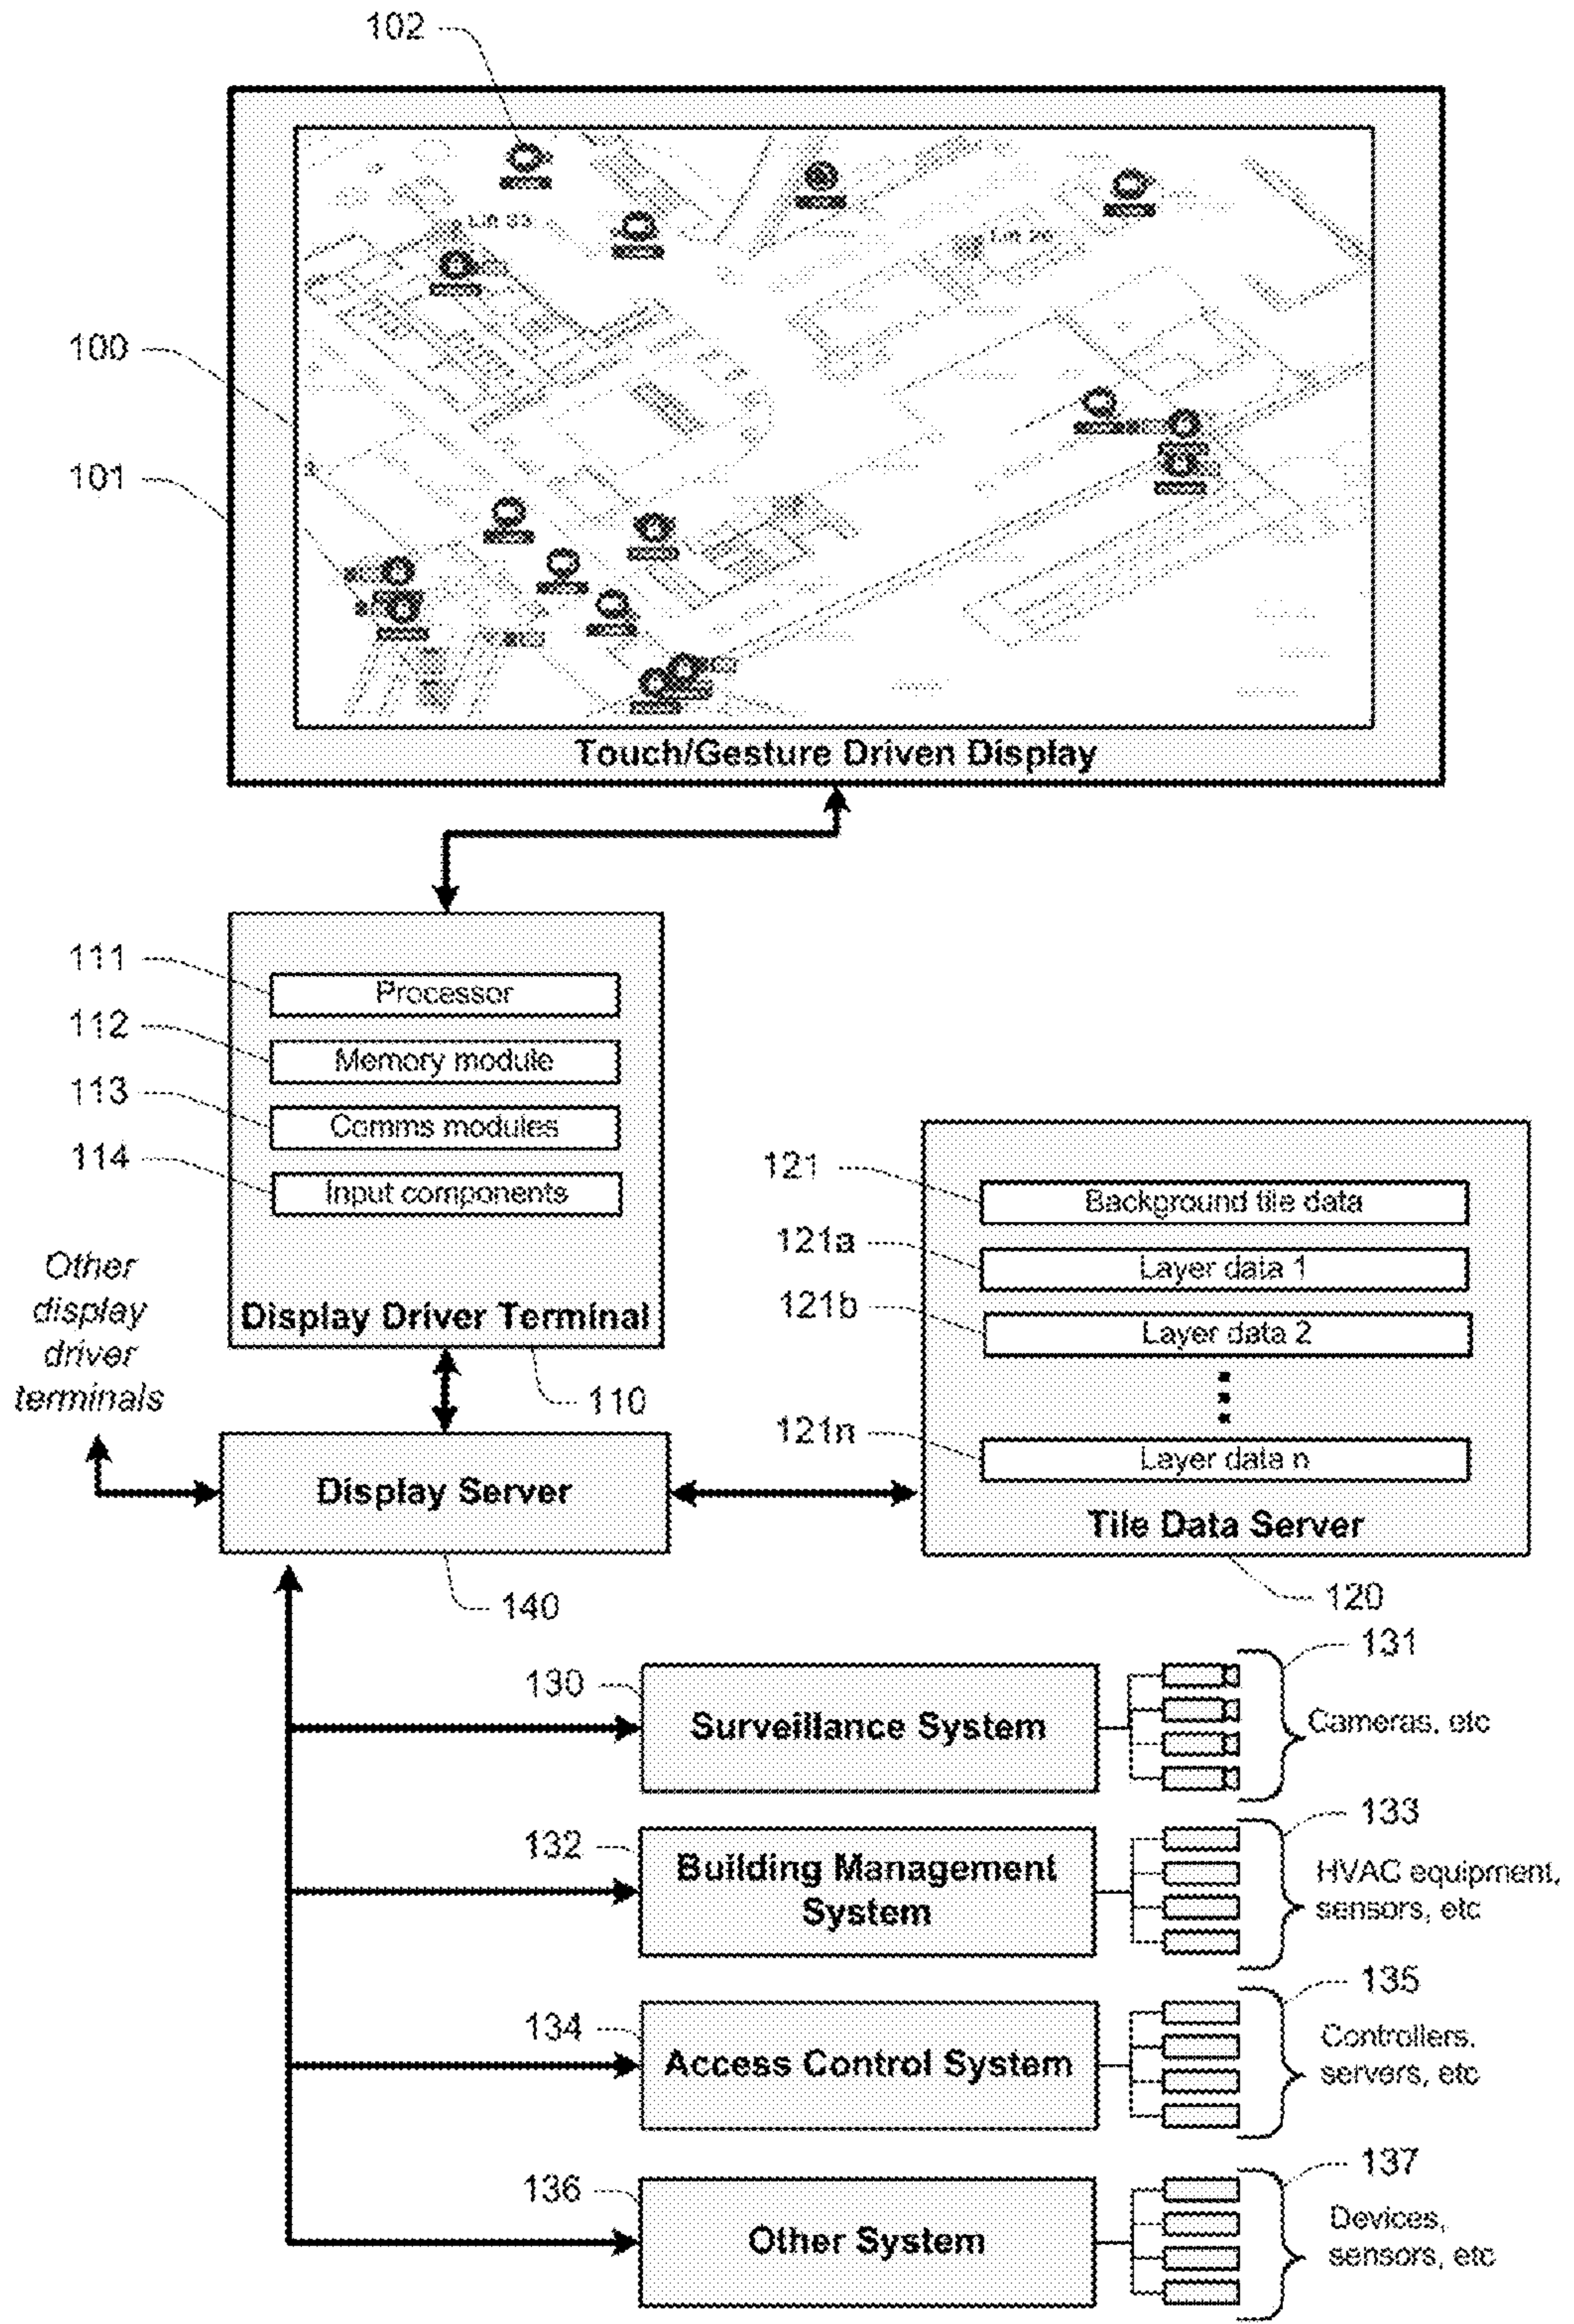 102
Lift 33
100
101
Touch/Gesture Driven Display
111
Processor
112
Memory module
113
Comms modules
114
Input components
Display Driver Terminal
110
Other
display
driver
terminals
121
Background tile data
121a
Layer data 1
121b
Layer data 2
121n
Layer data n
Tile Data Server
120
Display Server
140
130
Surveillance System
131
Cameras, etc
132
Building Management
System
133
HVAC equipment,
sensors, etc
134
Access Control System
135
Controllers,
servers, etc
136
Other System
137
Devices,
sensors, etc